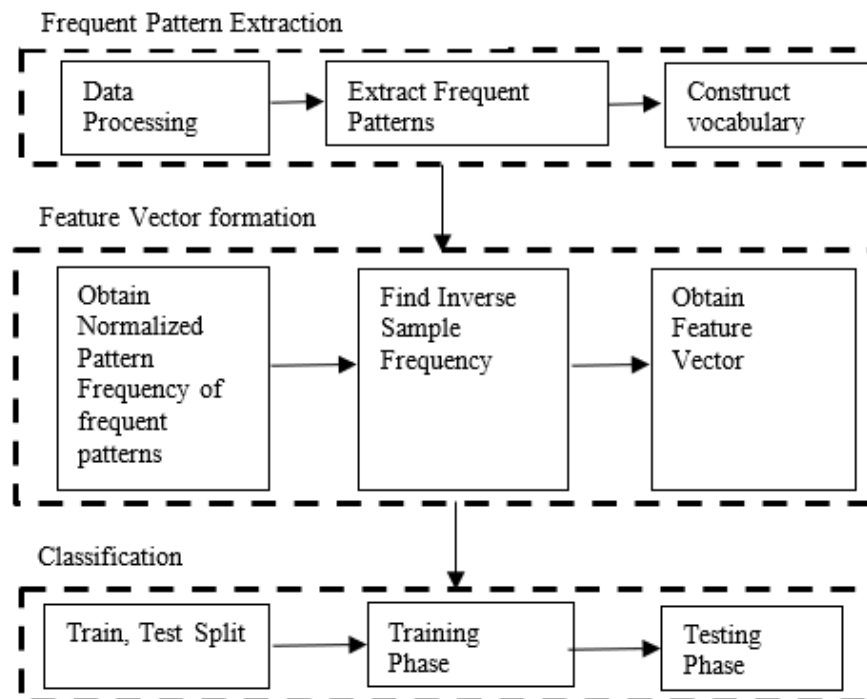 Frequent Pattern Extraction
Data
Processing
Extract Frequent
Patterns
Construct
vocabulary
Feature Vector formation
Obtain
Normalized
Pattern
Frequency of
frequent
patterns
Find Inverse
Sample
Frequency
Obtain
Feature
Vector
Classification
Train, Test Split
Training
Phase
Testing
Phase